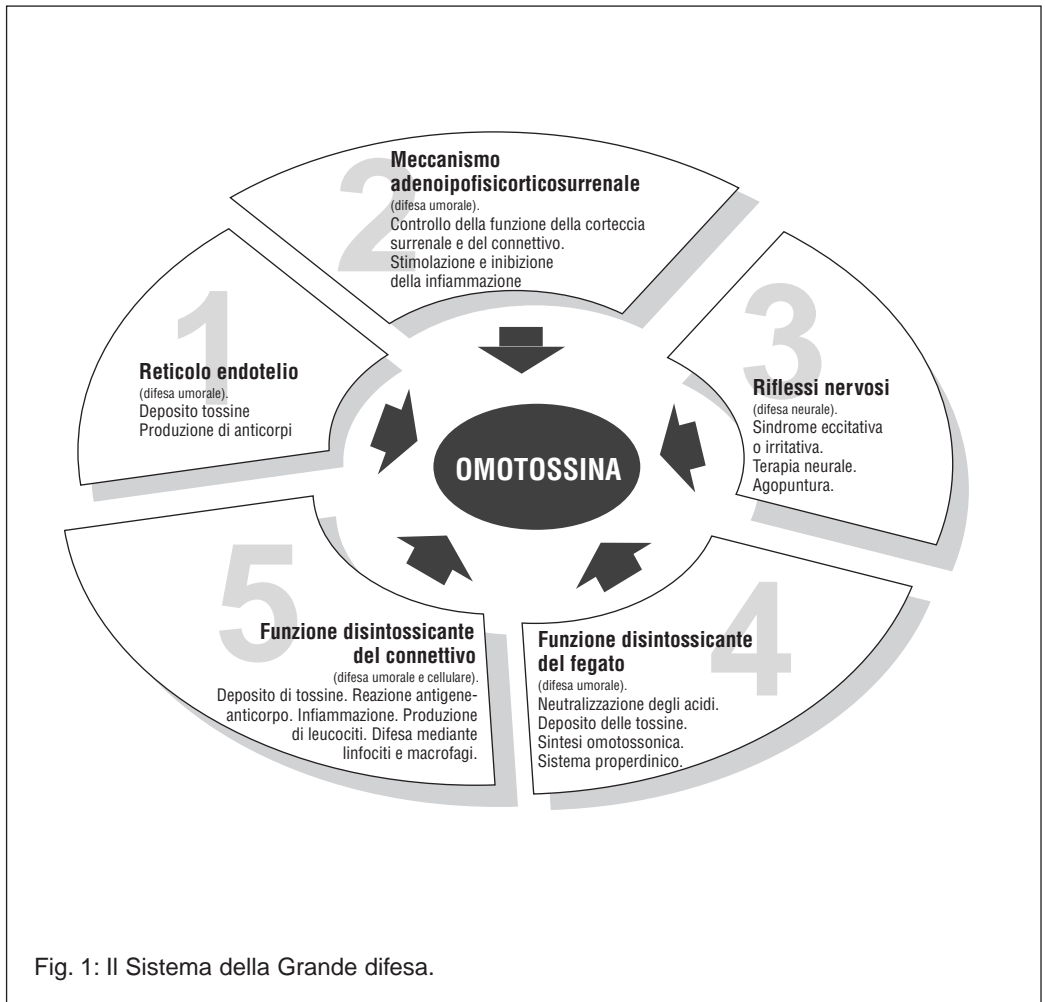 1
Reticolo endotelio
(difesa umorale).
Deposito tossine
Produzione di anticorpi
2
Meccanismo
adenoipofisicorticosurrenale
(difesa umorale).
Controllo della funzione della corteccia
surrenale e del connettivo.
Stimolazione e inibizione
della infiammazione
3
Riflessi nervosi
(difesa neurale).
Sindrome eccitativa
o irritativa.
Terapia neurale.
Agopuntura.
OMOTOSSINA
4
Funzione disintossicante
del fegato
(difesa umorale).
Neutralizzazione degli acidi.
Deposito delle tossine.
Sintesi omotossonica.
Sistema properdinico.
5
Funzione disintossicante
del connettivo
(difesa umorale e cellulare).
Deposito di tossine. Reazione antigene-
anticorpo. Infiammazione. Produzione
di leucociti. Difesa mediante
linfociti e macrofagi.
Fig. 1: Il Sistema della Grande difesa.